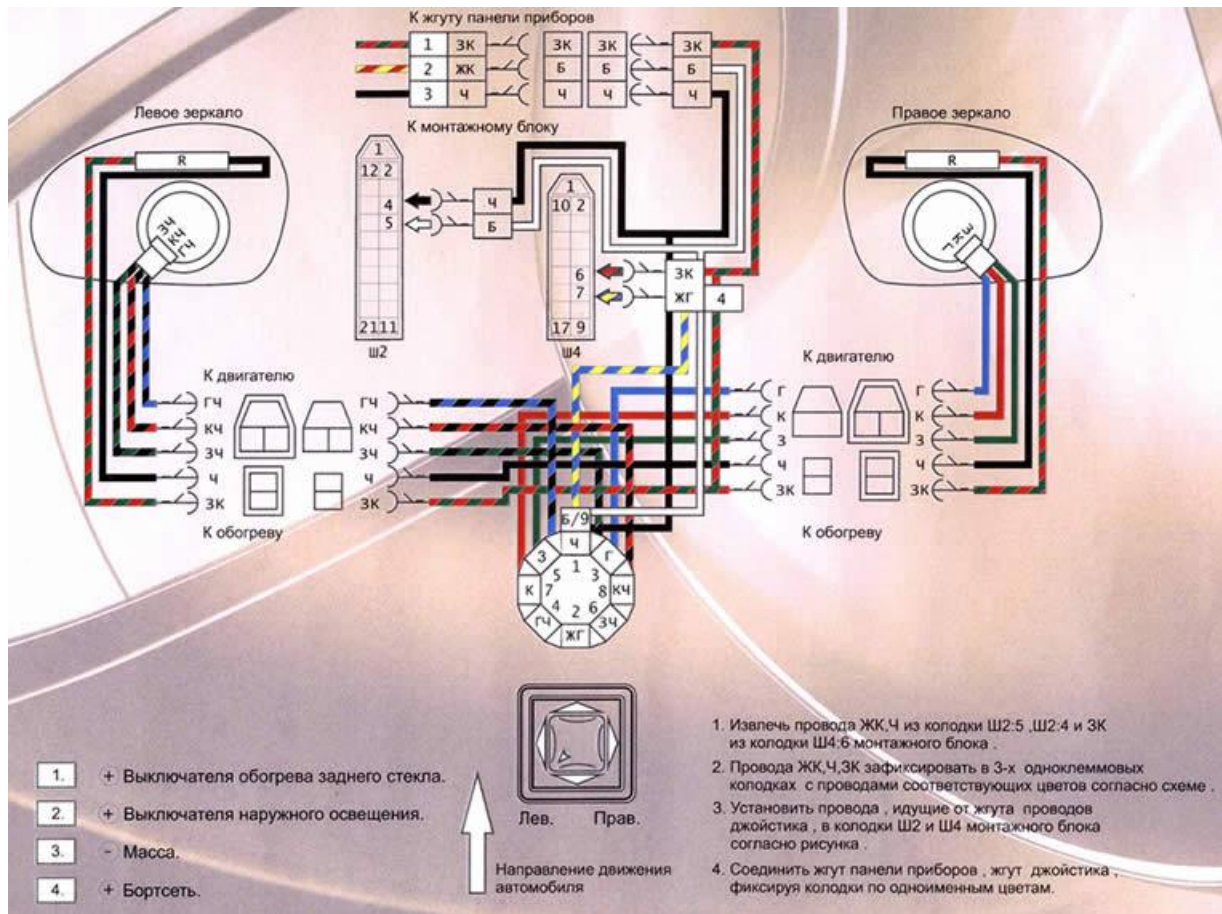 К жгуту панели приборов
1 ЗК ЗК ЗК ЗК
2 ЖК Б Б Б
3 Ч Ч Ч Ч
Левое зеркало
К монтажному блоку
Правое зеркало
R
R
1
12 2
4
5
21 11
Ш2
Ч
Б
1
10 2
6
7
17 9
Ш4
ЗК
ЖГ
4
ЗЧ
КЧ
ГЧ
З
Ж
Г
К двигателю
ГЧ
КЧ
ЗЧ
Ч
ЗК
К обогреву
ГЧ
КЧ
ЗЧ
Ч
ЗК
К двигателю
Г
К
З
Ч
ЗК
К обогреву
Г
К
З
Ч
ЗК
Б/9
Ч
З Г
5 1 3
К 7 8 КЧ
4 2 6
ГЧ ЗЧ
ЖГ
Лев. Прав.
Направление движения
автомобиля
1. + Выключателя обогрева заднего стекла.
2. + Выключателя наружного освещения.
3. - Масса.
4. + Бортсеть.
1. Извлечь провода ЖК,Ч из колодки Ш2:5 ,Ш2:4 и ЗК
из колодки Ш4:6 монтажного блока .
2. Провода ЖК,Ч,ЗК зафиксировать в 3-х одноклеммовых
колодках с проводами соответствующих цветов согласно схеме .
3. Установить провода , идущие от жгута проводов
джойстика , в колодки Ш2 и Ш4 монтажного блока
согласно рисунка .
4. Соединить жгут панели приборов , жгут джойстика ,
фиксируя колодки по одноименным цветам.